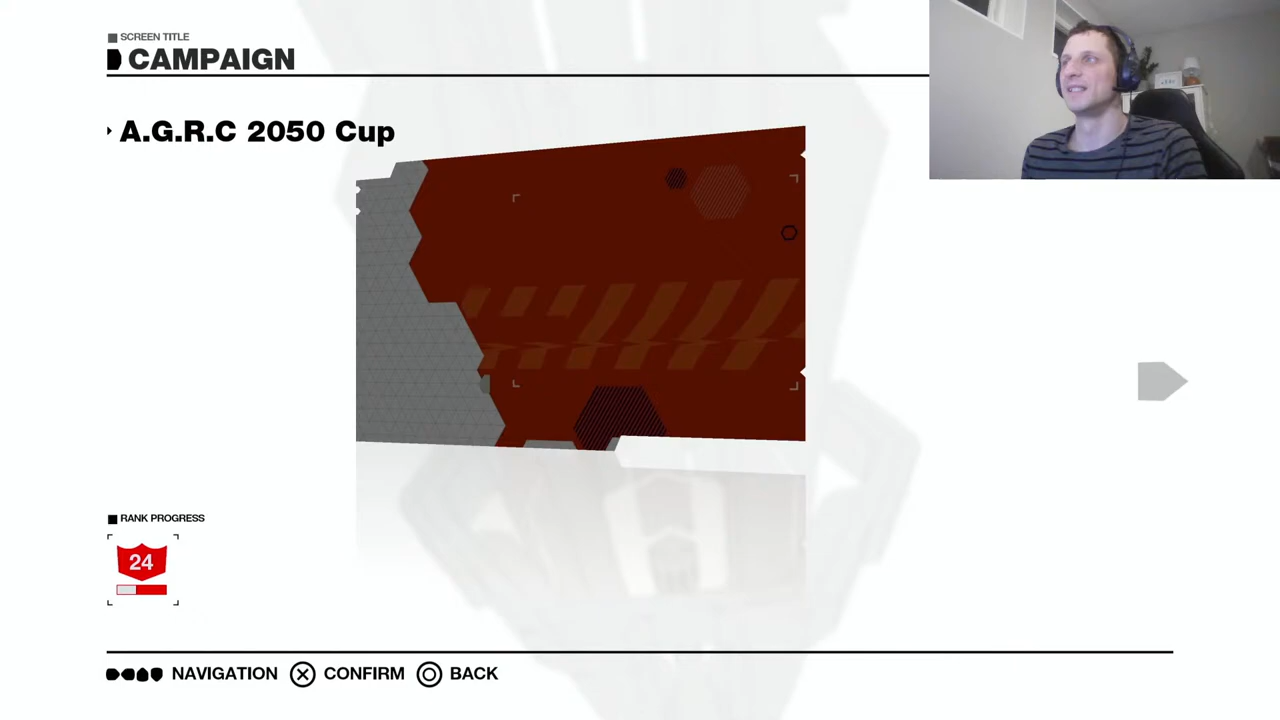 SCREEN TITLE
CAMPAIGN
A.G.R.C 2050 Cup
RANK PROGRESS
24
NAVIGATION CONFIRM BACK